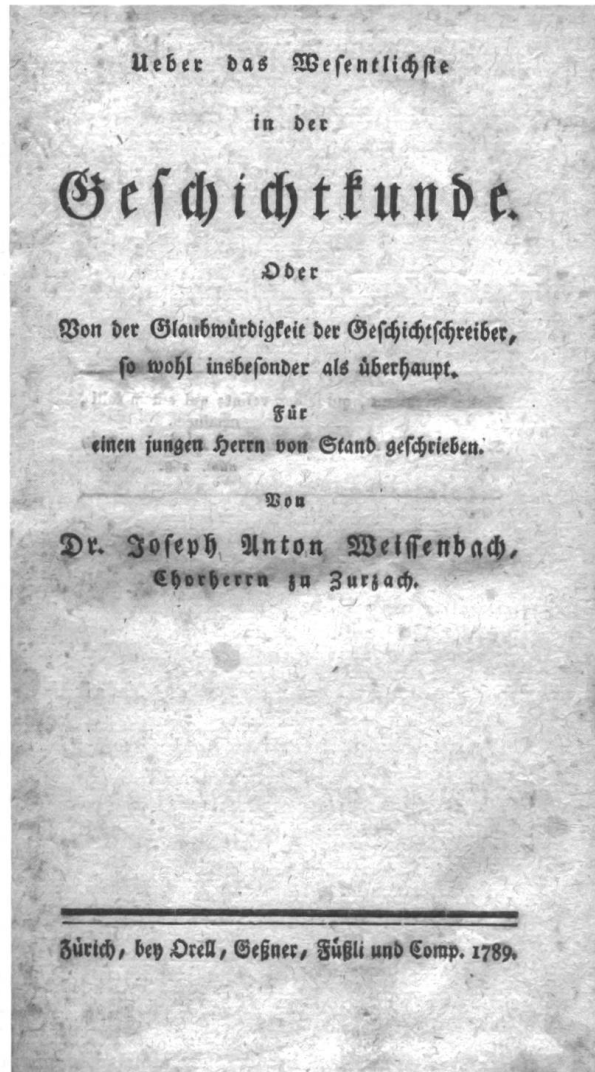 Ueber das Wesentlichste
in der
Geschichtkunde.
Oder
Von der Glaubwürdigkeit der Geschichtschreiber,
so wohl insbesonder als überhaupt.
Für
einen jungen Herrn von Stand geschrieben.
Von
Dr. Joseph Anton Weissenbach,
Chorherrn zu Zurzach.
Zürich, bey Orell, Geßner, Füßli und Comp. 1789.